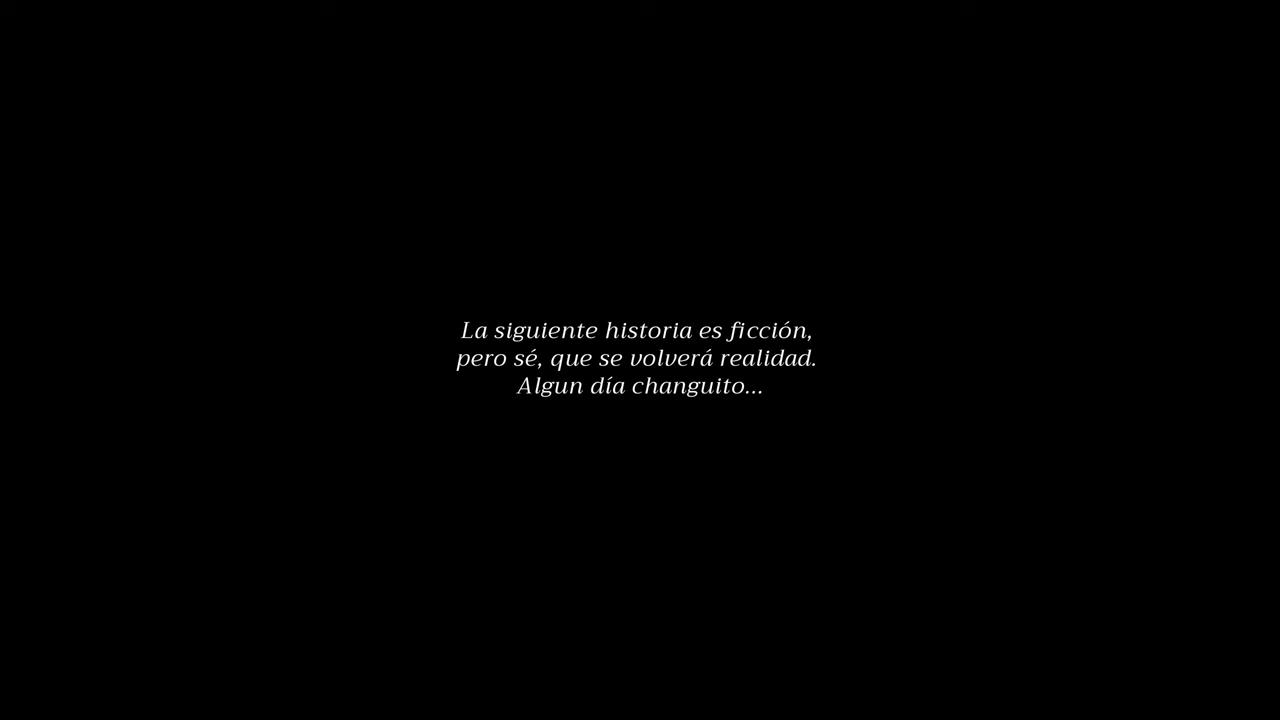 La siguiente historia es ficción,
pero sé, que se volverá realidad.
Algun día changuito...